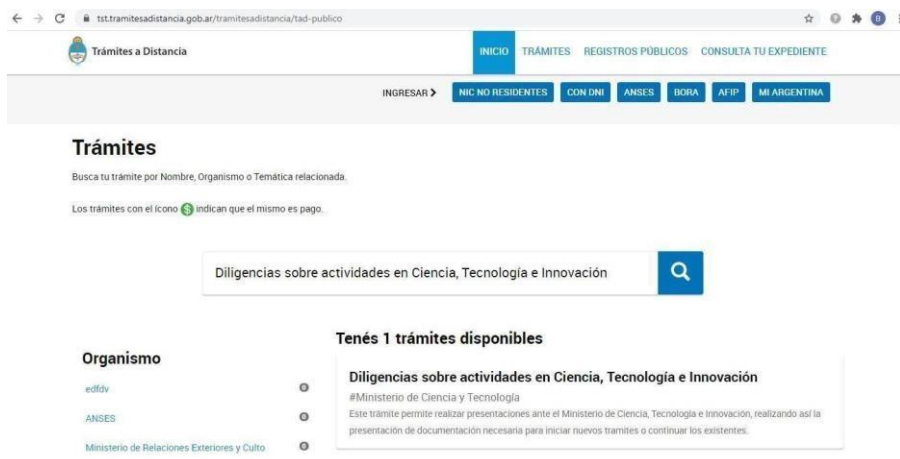 tst.tramitesadistancia.gob.ar/tramitesadistancia/tad-publico
Trámites a Distancia
INICIO TRÁMITES REGISTROS PÚBLICOS CONSULTA TU EXPEDIENTE
INGRESAR NIC NO RESIDENTES CON DNI ANSES BORA AFIP MI ARGENTINA
Trámites
Busca tu trámite por Nombre, Organismo o Temática relacionada.
Los trámites con el ícono $ indican que el mismo es pago.
Diligencias sobre actividades en Ciencia, Tecnología e Innovación
Tenés 1 trámites disponibles
Organismo
edfdv 0
ANSES 0
Ministerio de Relaciones Exteriores y Culto 0
Diligencias sobre actividades en Ciencia, Tecnología e Innovación
#Ministerio de Ciencia y Tecnología
Este trámite permite realizar presentaciones ante el Ministerio de Ciencia, Tecnología e Innovación, realizando así la
presentación de documentación necesaria para iniciar nuevos tramites o continuar los existentes.